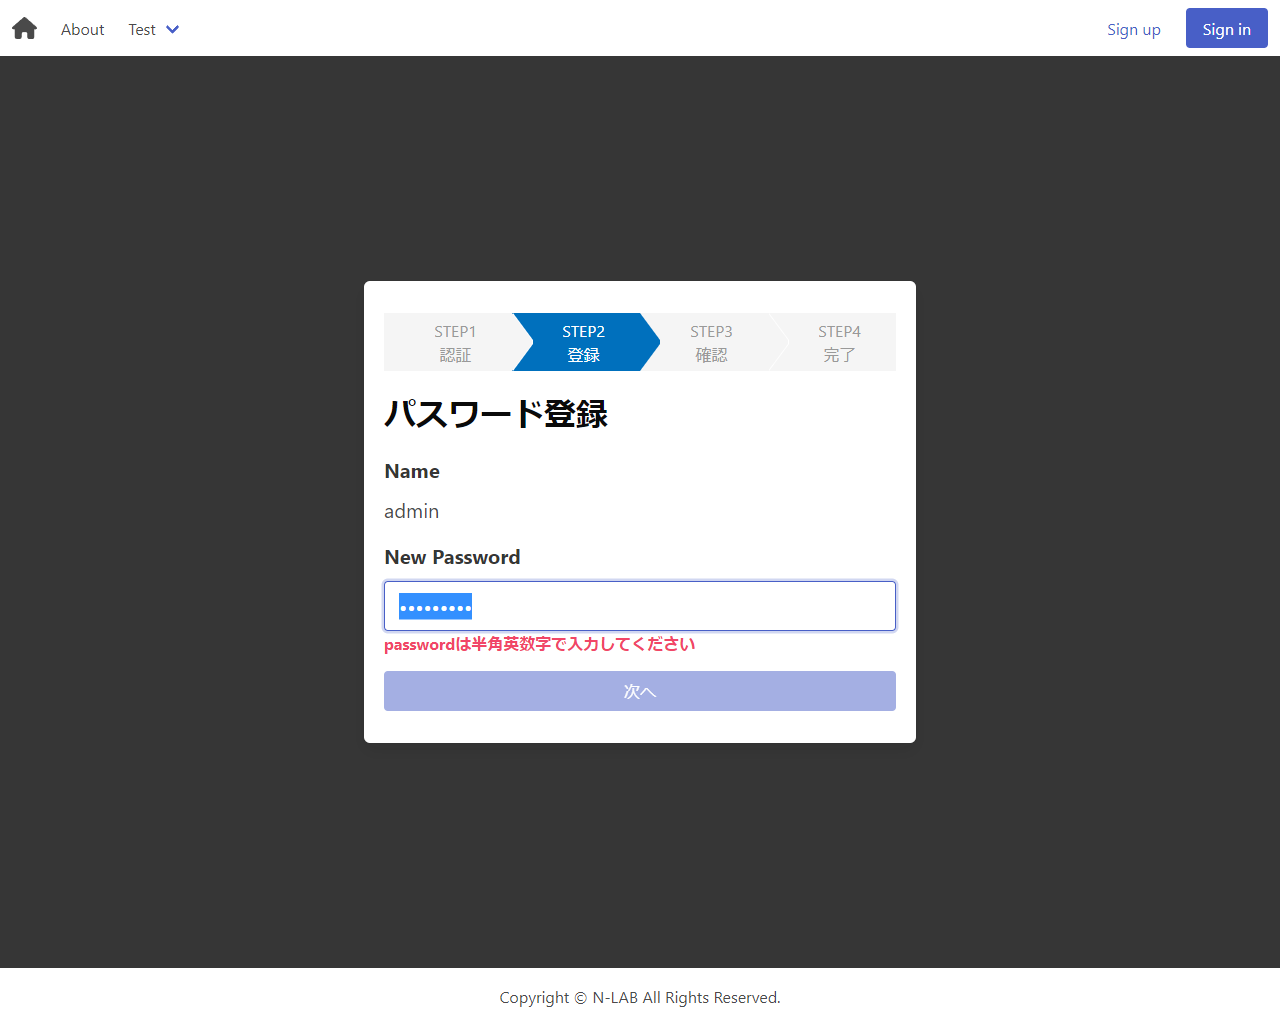 About
Test
Sign up
Sign in
STEP1
認証
STEP2
登録
STEP3
確認
STEP4
完了
パスワード登録
Name
admin
New Password
•••••••••
passwordは半角英数字で入力してください
次へ
Copyright © N-LAB All Rights Reserved.